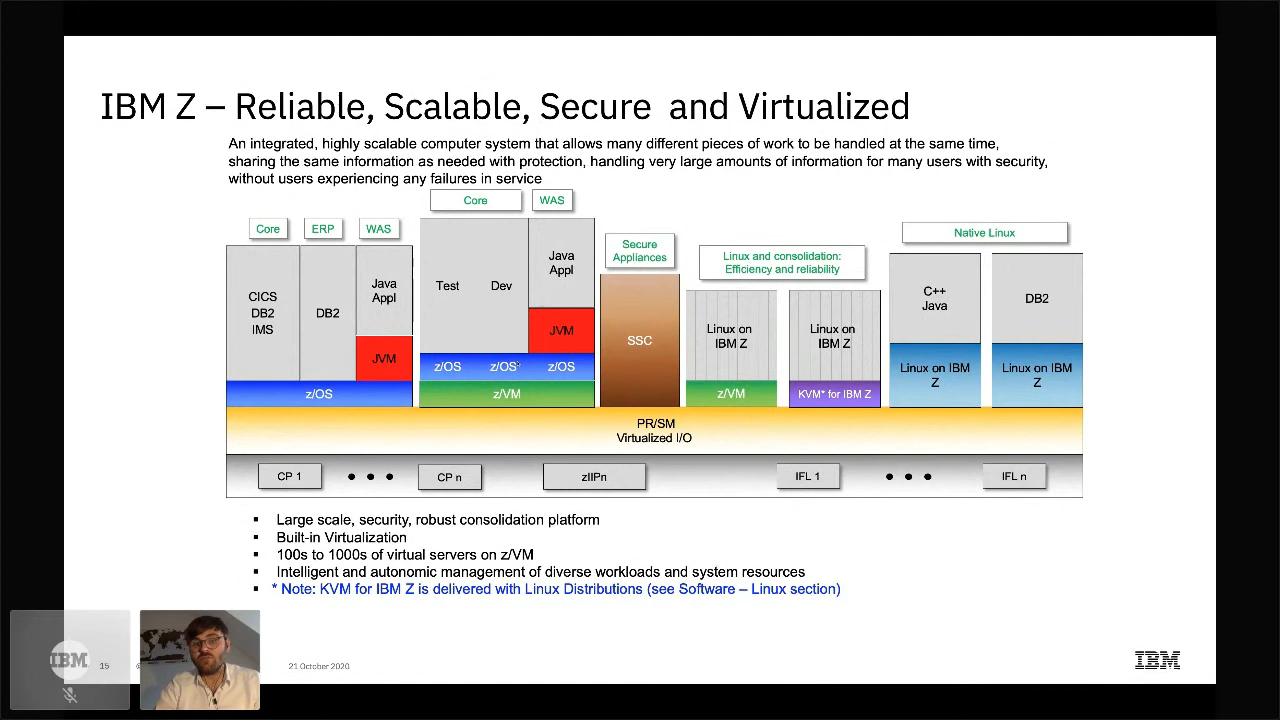 IBM Z – Reliable, Scalable, Secure and Virtualized
An integrated, highly scalable computer system that allows many different pieces of work to be handled at the same time,
sharing the same information as needed with protection, handling very large amounts of information for many users with security,
without users experiencing any failures in service
Core
ERP
WAS
Core
WAS
Secure
Appliances
Linux and consolidation:
Efficiency and reliability
Native Linux
CICS
DB2
IMS
DB2
Java
Appl
JVM
z/OS
Test
Dev
Java
Appl
JVM
z/OS
z/OS
z/OS
z/VM
SSC
Linux on
IBM Z
z/VM
Linux on
IBM Z
KVM* for IBM Z
C++
Java
Linux on IBM
Z
DB2
Linux on IBM
Z
PR/SM
Virtualized I/O
CP 1
CP n
zIIPn
IFL 1
IFL n
▪ Large scale, security, robust consolidation platform
▪ Built-in Virtualization
▪ 100s to 1000s of virtual servers on z/VM
▪ Intelligent and autonomic management of diverse workloads and system resources
▪ * Note: KVM for IBM Z is delivered with Linux Distributions (see Software – Linux section)
IBM
15
21 October 2020
IBM